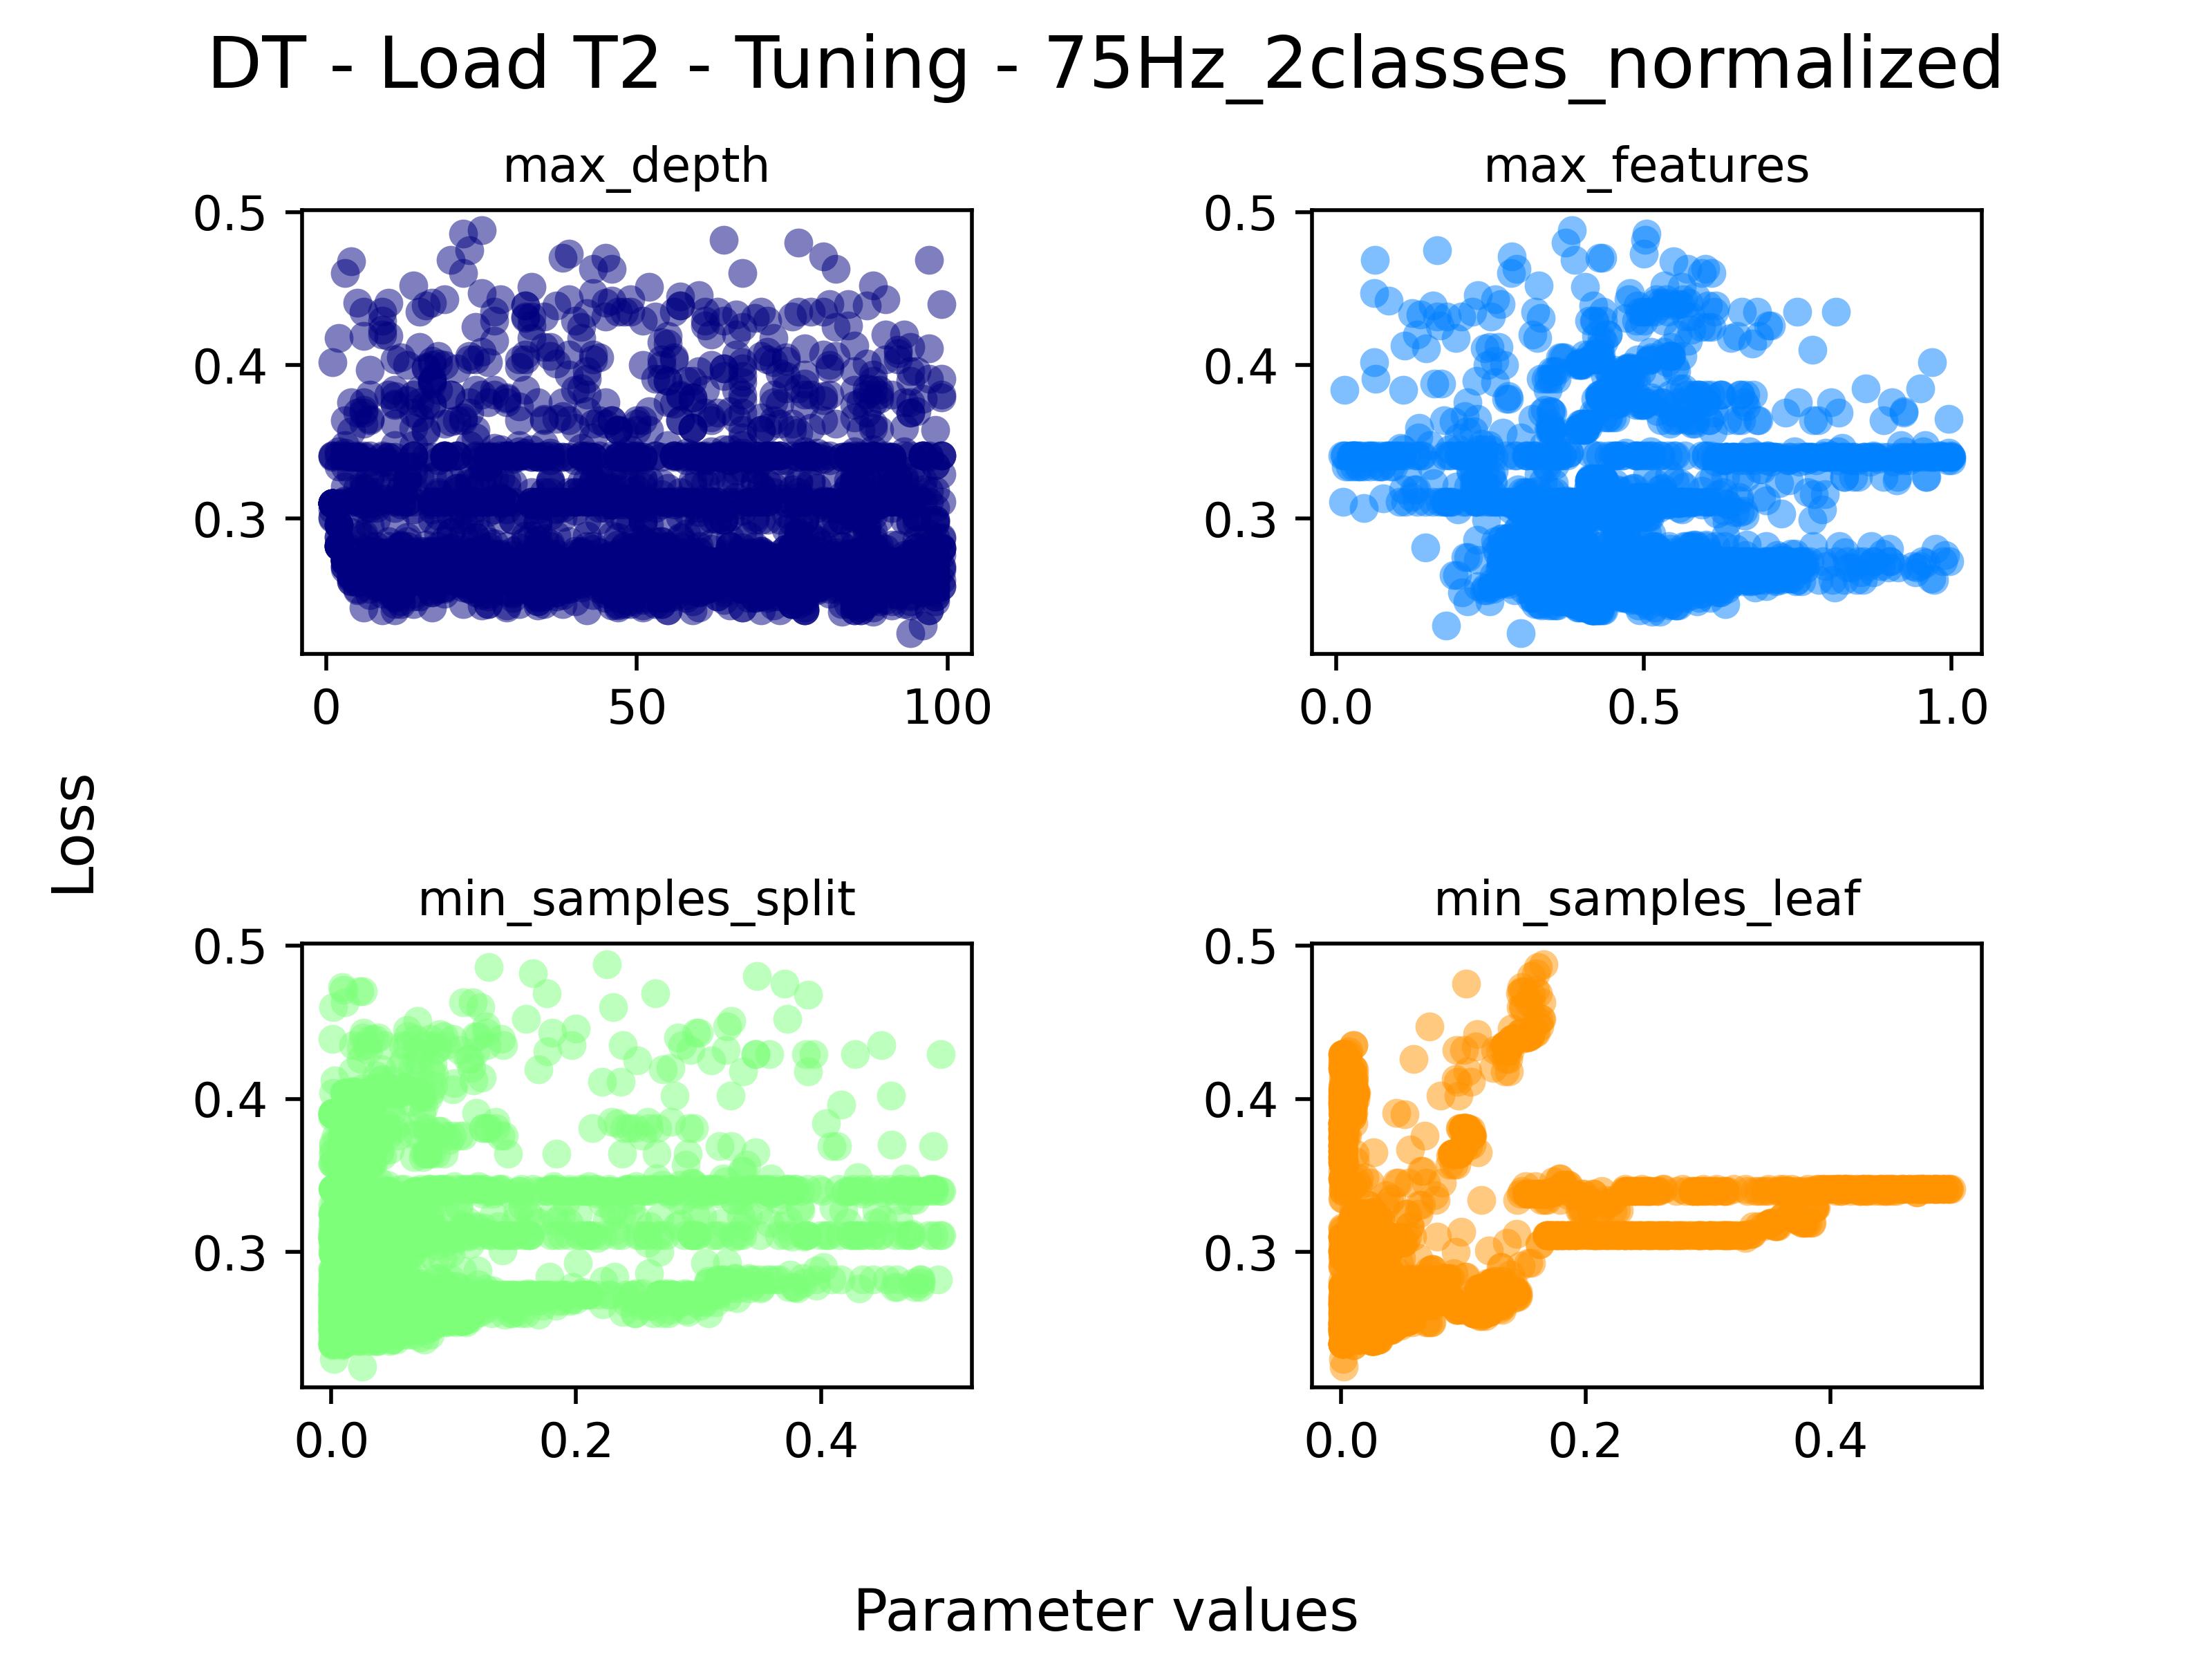 DT - Load T2 - Tuning - 75Hz_2classes_normalized
max_depth
0.5
0.4
0.3
0 50 100
max_features
0.5
0.4
0.3
0.0 0.5 1.0
Loss
min_samples_split
0.5
0.4
0.3
0.0 0.2 0.4
min_samples_leaf
0.5
0.4
0.3
0.0 0.2 0.4
Parameter values